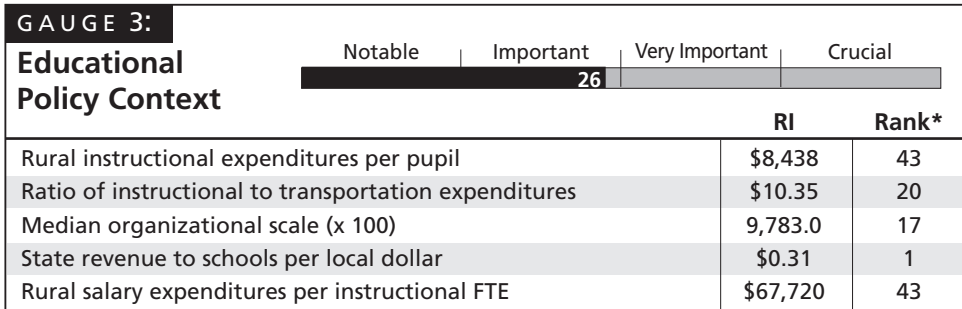 GAUGE 3:
Educational
Policy Context
Notable Important Very Important Crucial
26
RI Rank*
Rural instructional expenditures per pupil $8,438 43
Ratio of instructional to transportation expenditures $10.35 20
Median organizational scale (x 100) 9,783.0 17
State revenue to schools per local dollar $0.31 1
Rural salary expenditures per instructional FTE $67,720 43